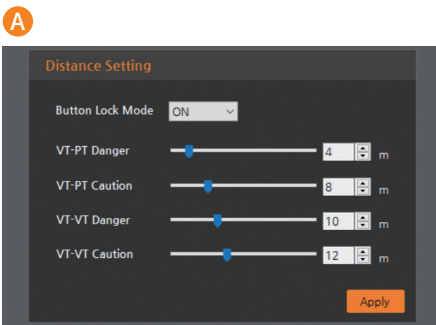 A
Distance Setting
Button Lock Mode ON
VT-PT Danger 4 m
VT-PT Caution 8 m
VT-VT Danger 10 m
VT-VT Caution 12 m
Apply